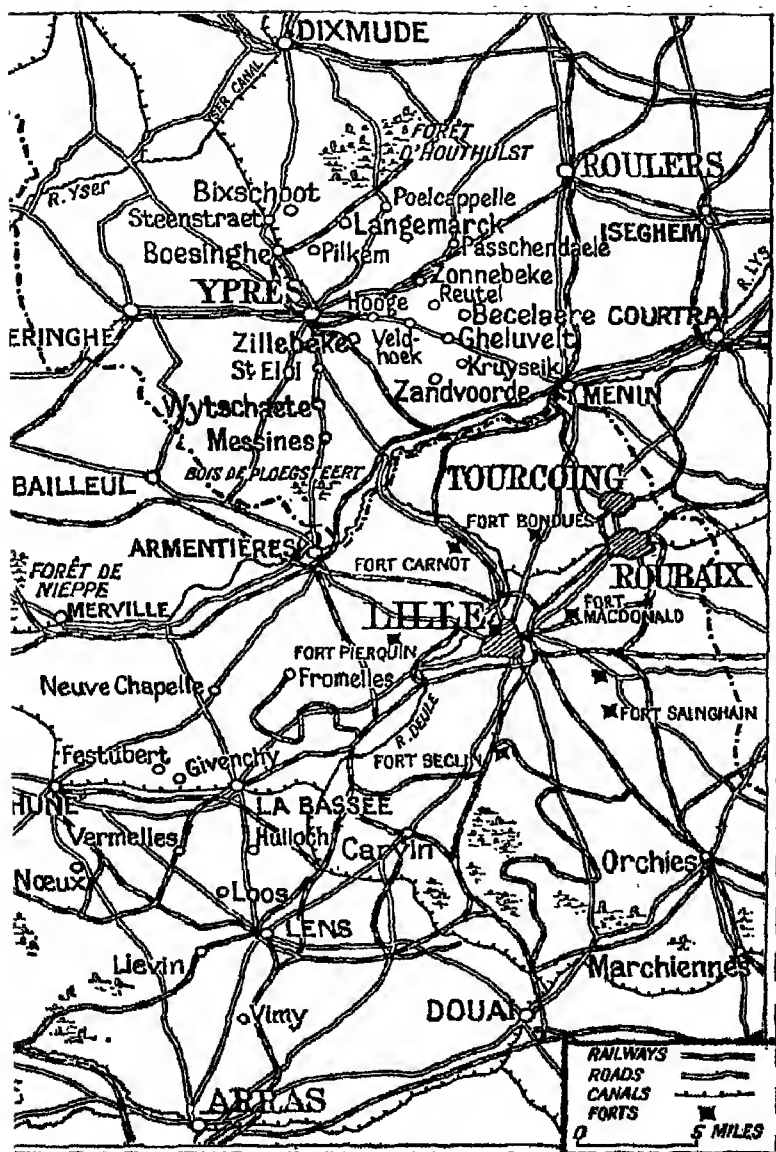 DIXMUDE
YSER CANAL
FORÊT
D'HOUTHULST
R. Yser
ROULERS
Bixschoot
Poelcappelle
Steenstraet
Langemarck
ISEGHEM
Boesinghe
Pilkem
Passchendaele
R. LYS
Zonnebeke
YPRES
Hooge
Reutel
Becelaere
COURTRA
ERINGHE
Zillebeke
Veld-
hoek
Gheluvelt
St Eloi
Kruyseik
Zandvoorde
MENIN
Wytschaete
Messines
BOIS DE PLOEGSTEERT
TOURCOING
BAILLEUL
FORT BONDUES
ARMENTIÈRES
FORT CARNOT
FORÊT DE
NIEPPE
ROUBAIX
MERVILLE
LILLE
FORT
MACDONALD
FORT PIERQUIN
Neuve Chapelle
Fromelles
FORT SAINGHAIN
R. DEULE
Festubert
Givenchy
FORT SECLIN
HUNE
LA BASSÉE
Vermelles
Hulloch
Carvin
Orchies
Nœux
Loos
LENS
Lievin
Marchiennes
Vimy
DOUAI
ARRAS
RAILWAYS
ROADS
CANALS
FORTS
0 5 MILES